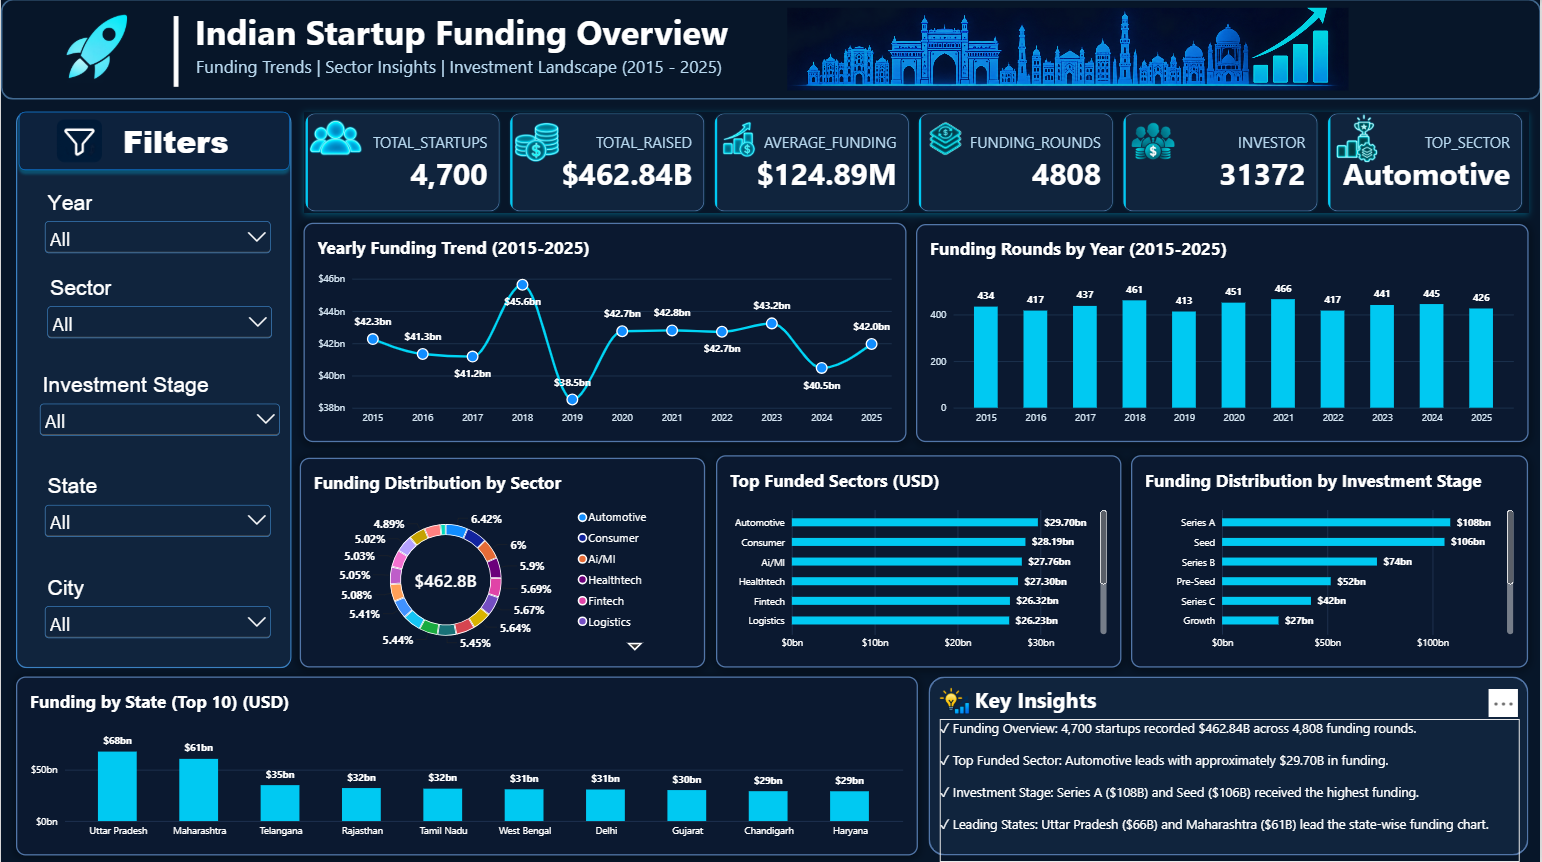 Indian Startup Funding Overview
Funding Trends | Sector Insights | Investment Landscape (2015 - 2025)
Filters
Year
All
Sector
All
Investment Stage
All
State
All
City
All
TOTAL_STARTUPS
4,700
TOTAL_RAISED
$462.84B
AVERAGE_FUNDING
$124.89M
FUNDING_ROUNDS
4808
INVESTOR
31372
TOP_SECTOR
Automotive
Yearly Funding Trend (2015-2025)
$46bn
$44bn
$42bn
$40bn
$38bn
$42.3bn
$41.3bn
$41.2bn
$45.6bn
$38.5bn
$42.7bn
$42.8bn
$42.7bn
$43.2bn
$40.5bn
$42.0bn
2015 2016 2017 2018 2019 2020 2021 2022 2023 2024 2025
Funding Rounds by Year (2015-2025)
400
200
0
434 417 437 461 413 451 466 417 441 445 426
2015 2016 2017 2018 2019 2020 2021 2022 2023 2024 2025
Funding Distribution by Sector
6.42%
6%
5.9%
5.69%
5.67%
5.64%
5.45%
5.44%
5.41%
5.08%
5.05%
5.03%
5.02%
4.89%
$462.8B
Automotive
Consumer
Ai/Ml
Healthtech
Fintech
Logistics
Top Funded Sectors (USD)
Automotive $29.70bn
Consumer $28.19bn
Ai/Ml $27.76bn
Healthtech $27.30bn
Fintech $26.32bn
Logistics $26.23bn
$0bn $10bn $20bn $30bn
Funding Distribution by Investment Stage
Series A $108bn
Seed $106bn
Series B $74bn
Pre-Seed $52bn
Series C $42bn
Growth $27bn
$0bn $50bn $100bn
Funding by State (Top 10) (USD)
$50bn
$0bn
$68bn $61bn $35bn $32bn $32bn $31bn $31bn $30bn $29bn $29bn
Uttar Pradesh Maharashtra Telangana Rajasthan Tamil Nadu West Bengal Delhi Gujarat Chandigarh Haryana
Key Insights
✓ Funding Overview: 4,700 startups recorded $462.84B across 4,808 funding rounds.
✓ Top Funded Sector: Automotive leads with approximately $29.70B in funding.
✓ Investment Stage: Series A ($108B) and Seed ($106B) received the highest funding.
✓ Leading States: Uttar Pradesh ($66B) and Maharashtra ($61B) lead the state-wise funding chart.